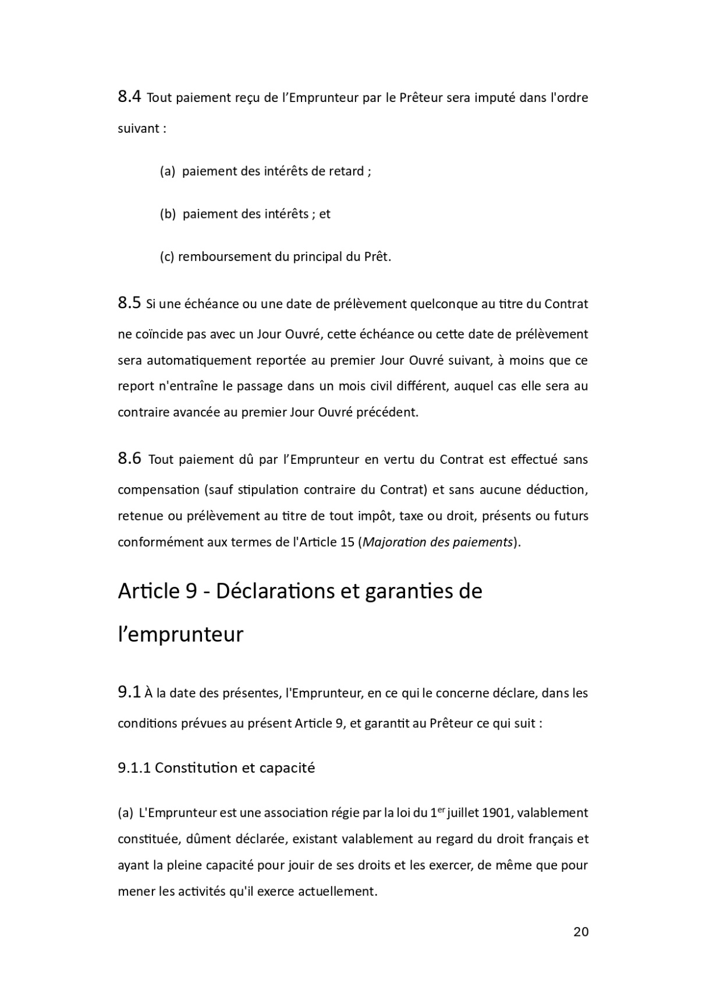 8.4 Tout paiement reçu de l’Emprunteur par le Prêteur sera imputé dans l'ordre
suivant :
(a) paiement des intérêts de retard ;
(b) paiement des intérêts ; et
(c) remboursement du principal du Prêt.
8.5 Si une échéance ou une date de prélèvement quelconque au titre du Contrat
ne coïncide pas avec un Jour Ouvré, cette échéance ou cette date de prélèvement
sera automatiquement reportée au premier Jour Ouvré suivant, à moins que ce
report n'entraîne le passage dans un mois civil différent, auquel cas elle sera au
contraire avancée au premier Jour Ouvré précédent.
8.6 Tout paiement dû par l’Emprunteur en vertu du Contrat est effectué sans
compensation (sauf stipulation contraire du Contrat) et sans aucune déduction,
retenue ou prélèvement au titre de tout impôt, taxe ou droit, présents ou futurs
conformément aux termes de l'Article 15 (Majoration des paiements).
Article 9 - Déclarations et garanties de
l’emprunteur
9.1 À la date des présentes, l'Emprunteur, en ce qui le concerne déclare, dans les
conditions prévues au présent Article 9, et garantit au Prêteur ce qui suit :
9.1.1 Constitution et capacité
(a) L'Emprunteur est une association régie par la loi du 1er juillet 1901, valablement
constituée, dûment déclarée, existant valablement au regard du droit français et
ayant la pleine capacité pour jouir de ses droits et les exercer, de même que pour
mener les activités qu'il exerce actuellement.
20